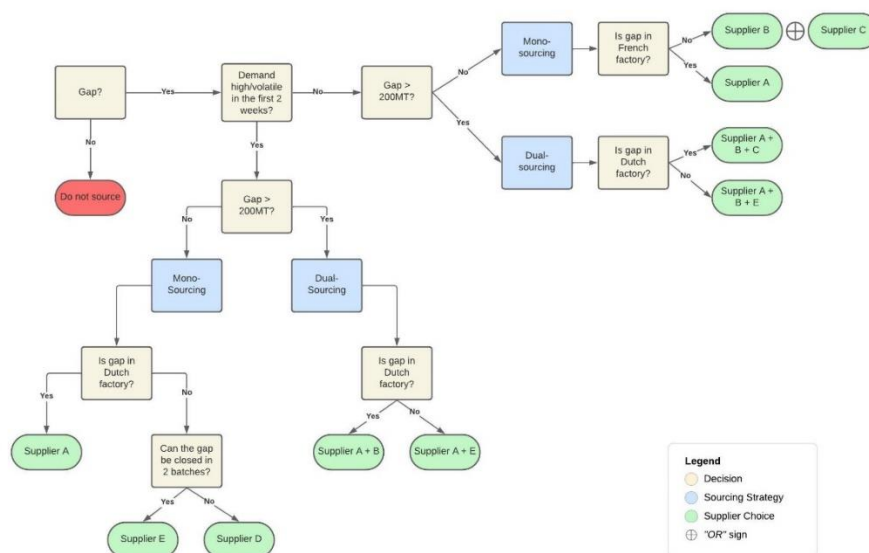 Mono-
sourcing
Is gap in
French
factory?
No
Supplier B
Supplier C
Yes
Supplier A
Gap?
Yes
Demand
high/volatile
in the first 2
weeks?
No
Gap >
200MT?
No
Yes
No
Do not source
Yes
Dual-
sourcing
Is gap in
Dutch
factory?
Yes
Supplier A +
B + C
No
Supplier A +
B + E
Gap >
200MT?
No
Yes
Mono-
Sourcing
Dual-
Sourcing
Is gap in
Dutch
factory?
Yes
No
Is gap in
Dutch
factory?
Yes
No
Supplier A
Can the gap
be closed in
2 batches?
Supplier A + B
Supplier A + E
Yes
No
Supplier E
Supplier D
Legend
Decision
Sourcing Strategy
Supplier Choice
"OR" sign